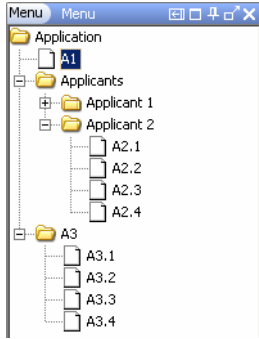 Menu Menu
Application
A1
Applicants
Applicant 1
Applicant 2
A2.1
A2.2
A2.3
A2.4
A3
A3.1
A3.2
A3.3
A3.4